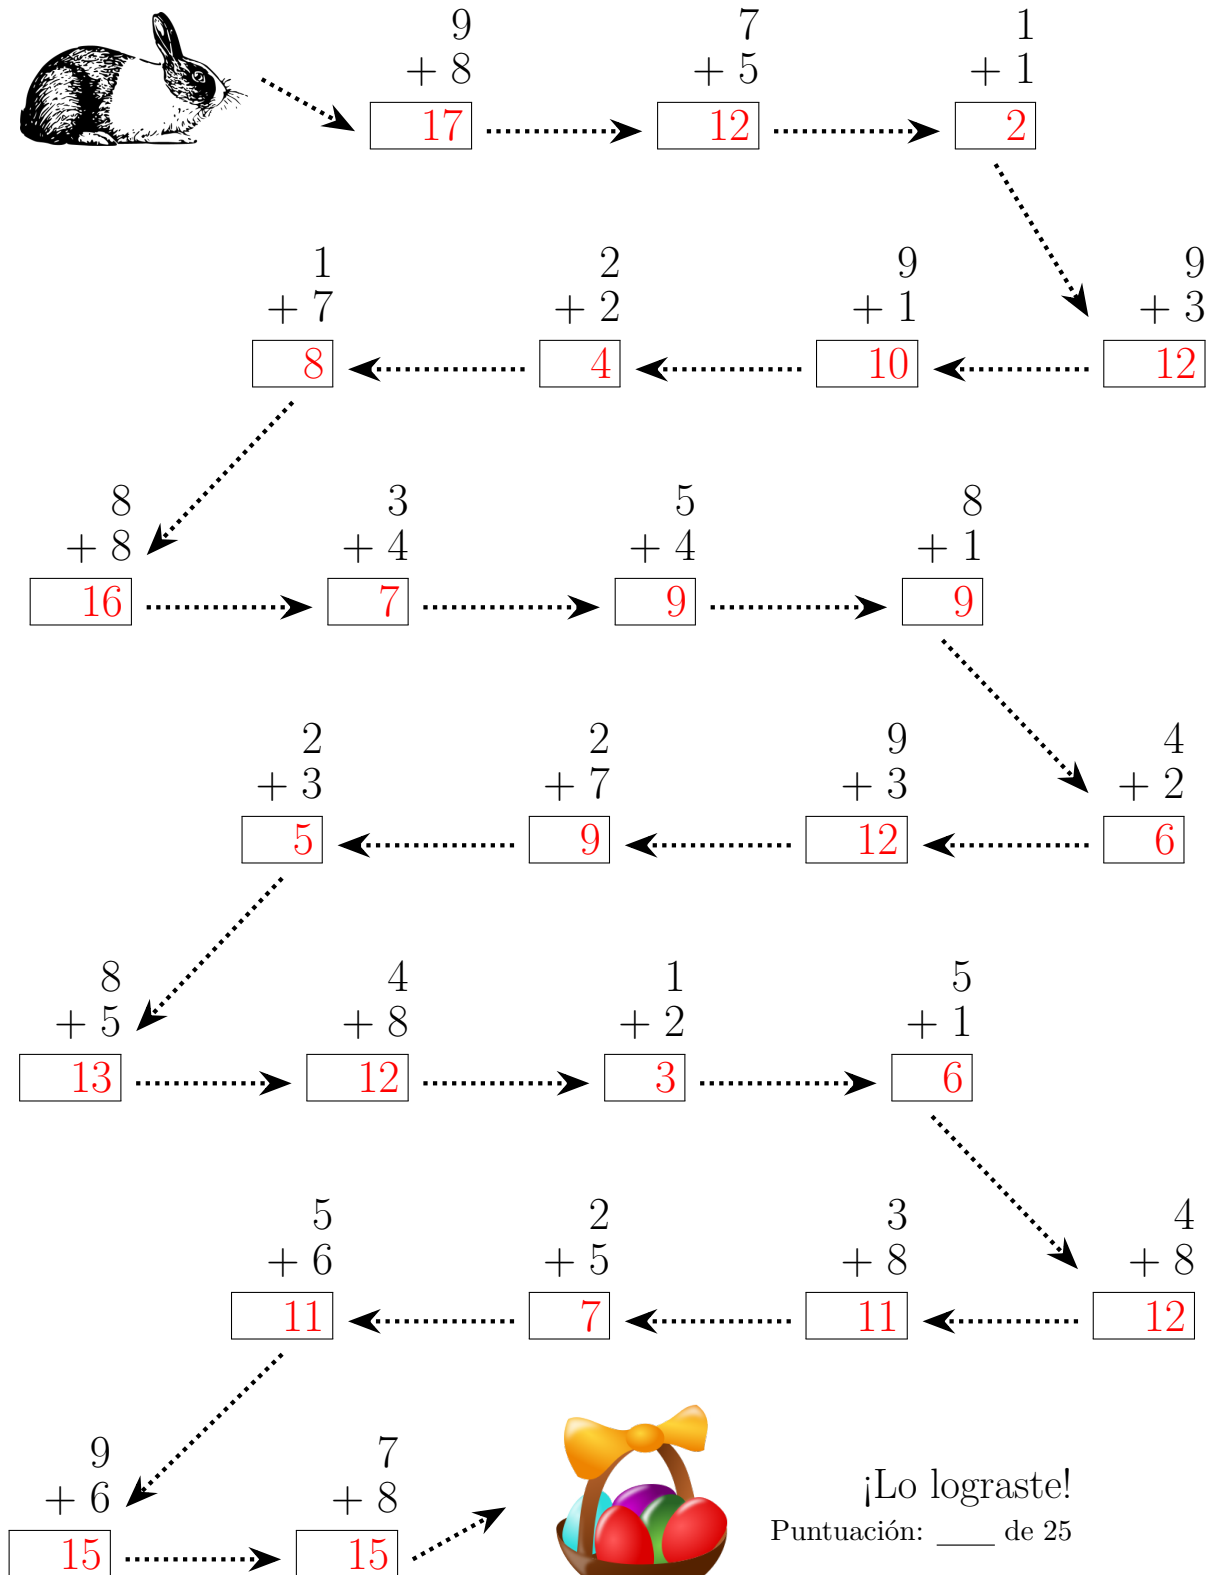 9 7 1
+ 8 + 5 + 1
17 12 2
1 2 9 9
+ 7 + 2 + 1 + 3
8 4 10 12
8 3 5 8
+ 8 + 4 + 4 + 1
16 7 9 9
2 2 9 4
+ 3 + 7 + 3 + 2
5 9 12 6
8 4 1 5
+ 5 + 8 + 2 + 1
13 12 3 6
5 2 3 4
+ 6 + 5 + 8 + 8
11 7 11 12
9 7
+ 6 + 8
15 15
¡Lo lograste!
Puntuación: ____ de 25